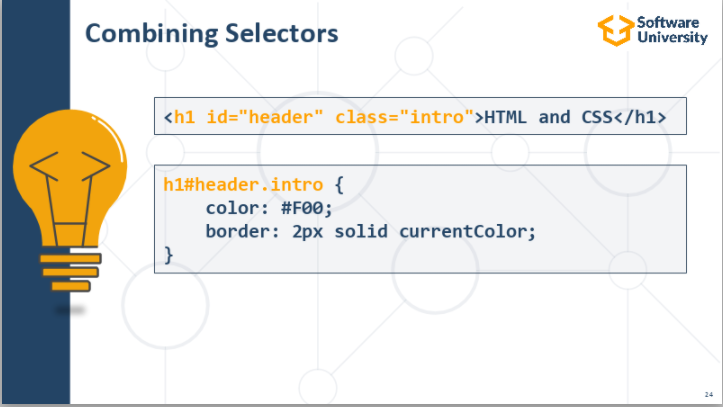 Combining Selectors
Software
University
<h1 id="header" class="intro">HTML and CSS</h1>
h1#header.intro {
    color: #F00;
    border: 2px solid currentColor;
}
24